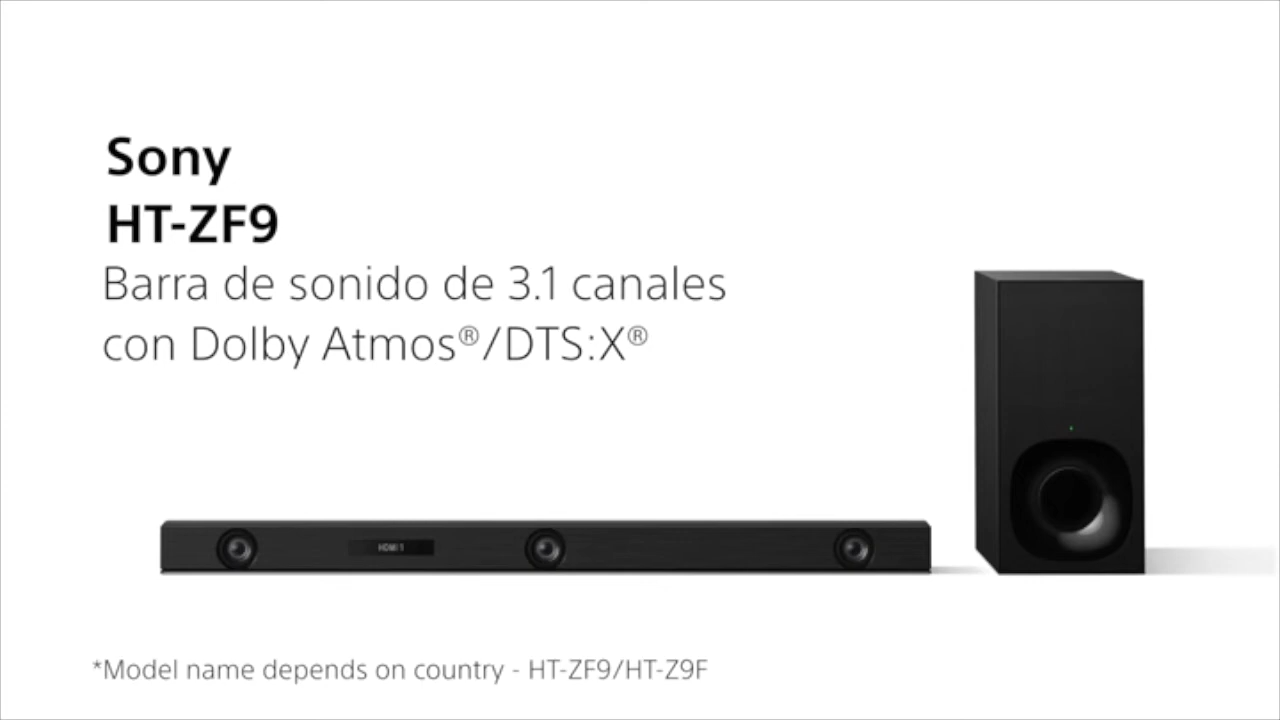 Sony
HT-ZF9
Barra de sonido de 3.1 canales
con Dolby Atmos®/DTS:X®
HDMI 1
*Model name depends on country - HT-ZF9/HT-Z9F